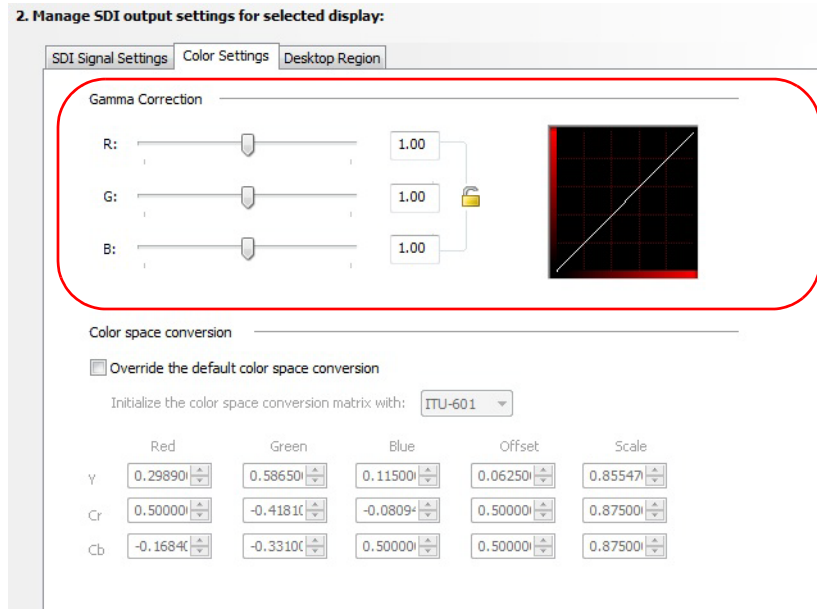 2. Manage SDI output settings for selected display:
SDI Signal Settings Color Settings Desktop Region
Gamma Correction
R: 1.00
G: 1.00
B: 1.00
Color space conversion
Override the default color space conversion
Initialize the color space conversion matrix with: ITU-601
Red Green Blue Offset Scale
Y 0.29890 0.58650 0.11500 0.06250 0.85547
Cr 0.50000 -0.4181 -0.0809 0.50000 0.87500
Cb -0.1684 -0.3310 0.50000 0.50000 0.87500